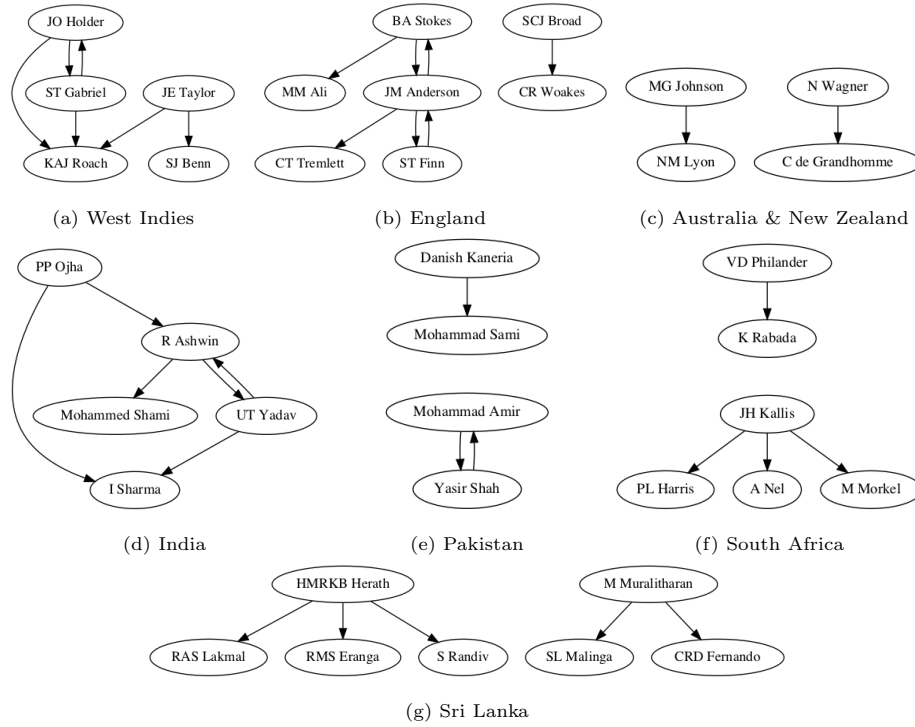 JO Holder
ST Gabriel
JE Taylor
KAJ Roach
SJ Benn
(a) West Indies
BA Stokes
SCJ Broad
MM Ali
JM Anderson
CR Woakes
CT Tremlett
ST Finn
(b) England
MG Johnson
N Wagner
NM Lyon
C de Grandhomme
(c) Australia & New Zealand
PP Ojha
R Ashwin
Mohammed Shami
UT Yadav
I Sharma
(d) India
Danish Kaneria
Mohammad Sami
Mohammad Amir
Yasir Shah
(e) Pakistan
VD Philander
K Rabada
JH Kallis
PL Harris
A Nel
M Morkel
(f) South Africa
HMRKB Herath
M Muralitharan
RAS Lakmal
RMS Eranga
S Randiv
SL Malinga
CRD Fernando
(g) Sri Lanka